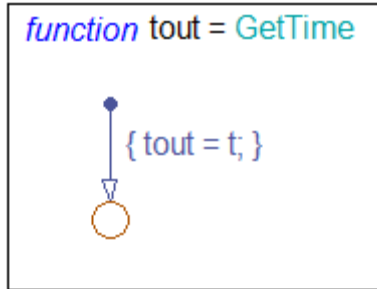 function tout = GetTime
{ tout = t; }